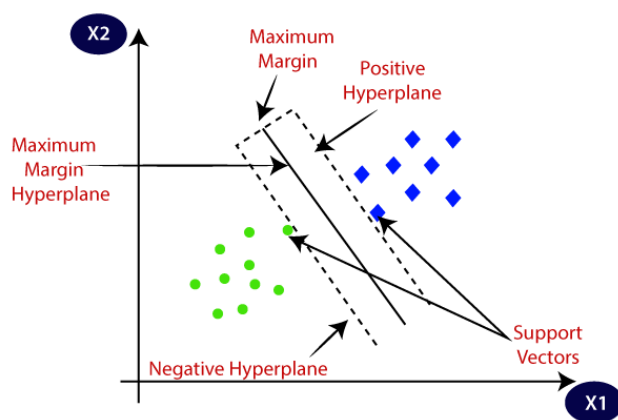 X2
Maximum
Margin
Positive
Hyperplane
Maximum
Margin
Hyperplane
Support
Vectors
Negative Hyperplane
X1